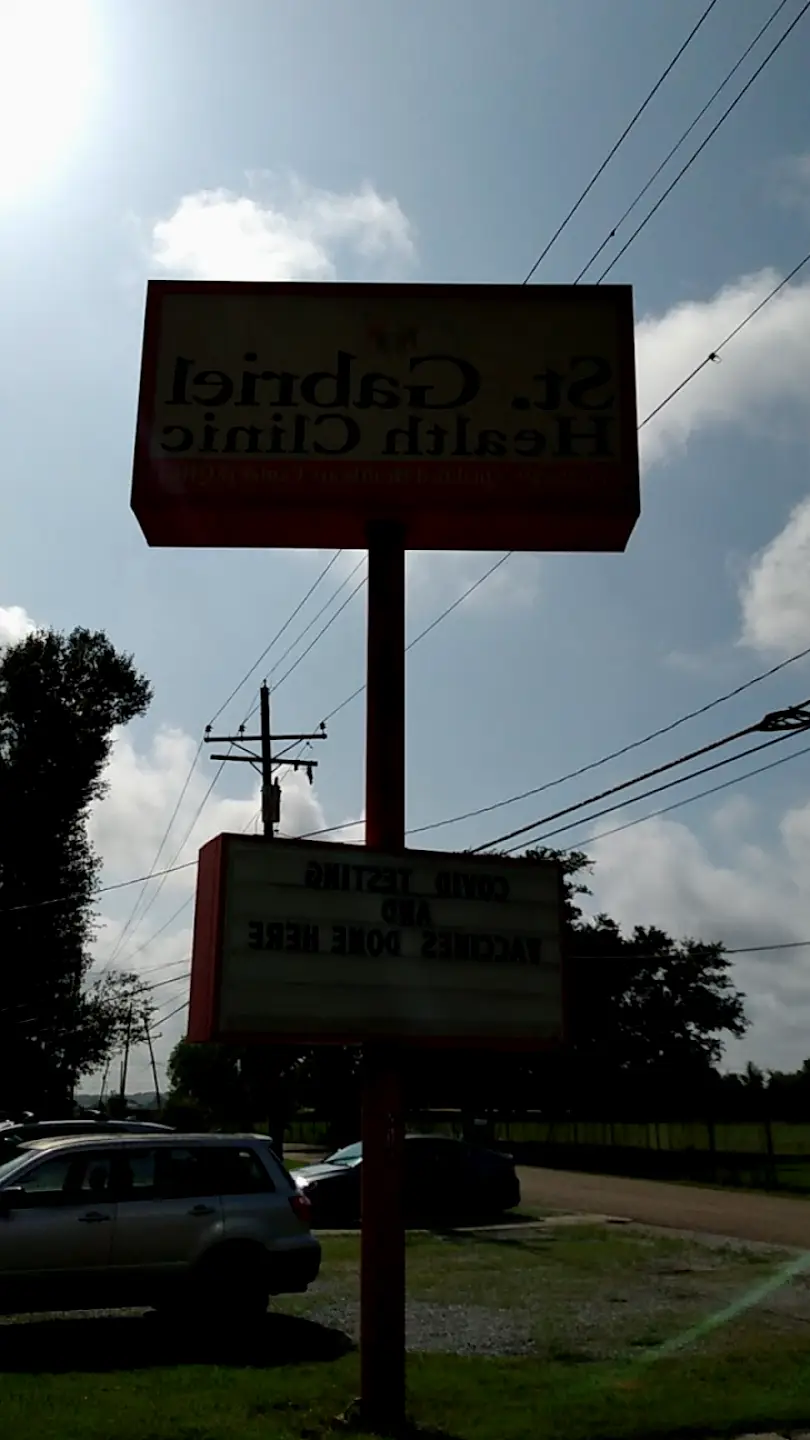 St. Gabriel
Health Clinic
COVID TESTING
AND
VACCINES DONE HERE